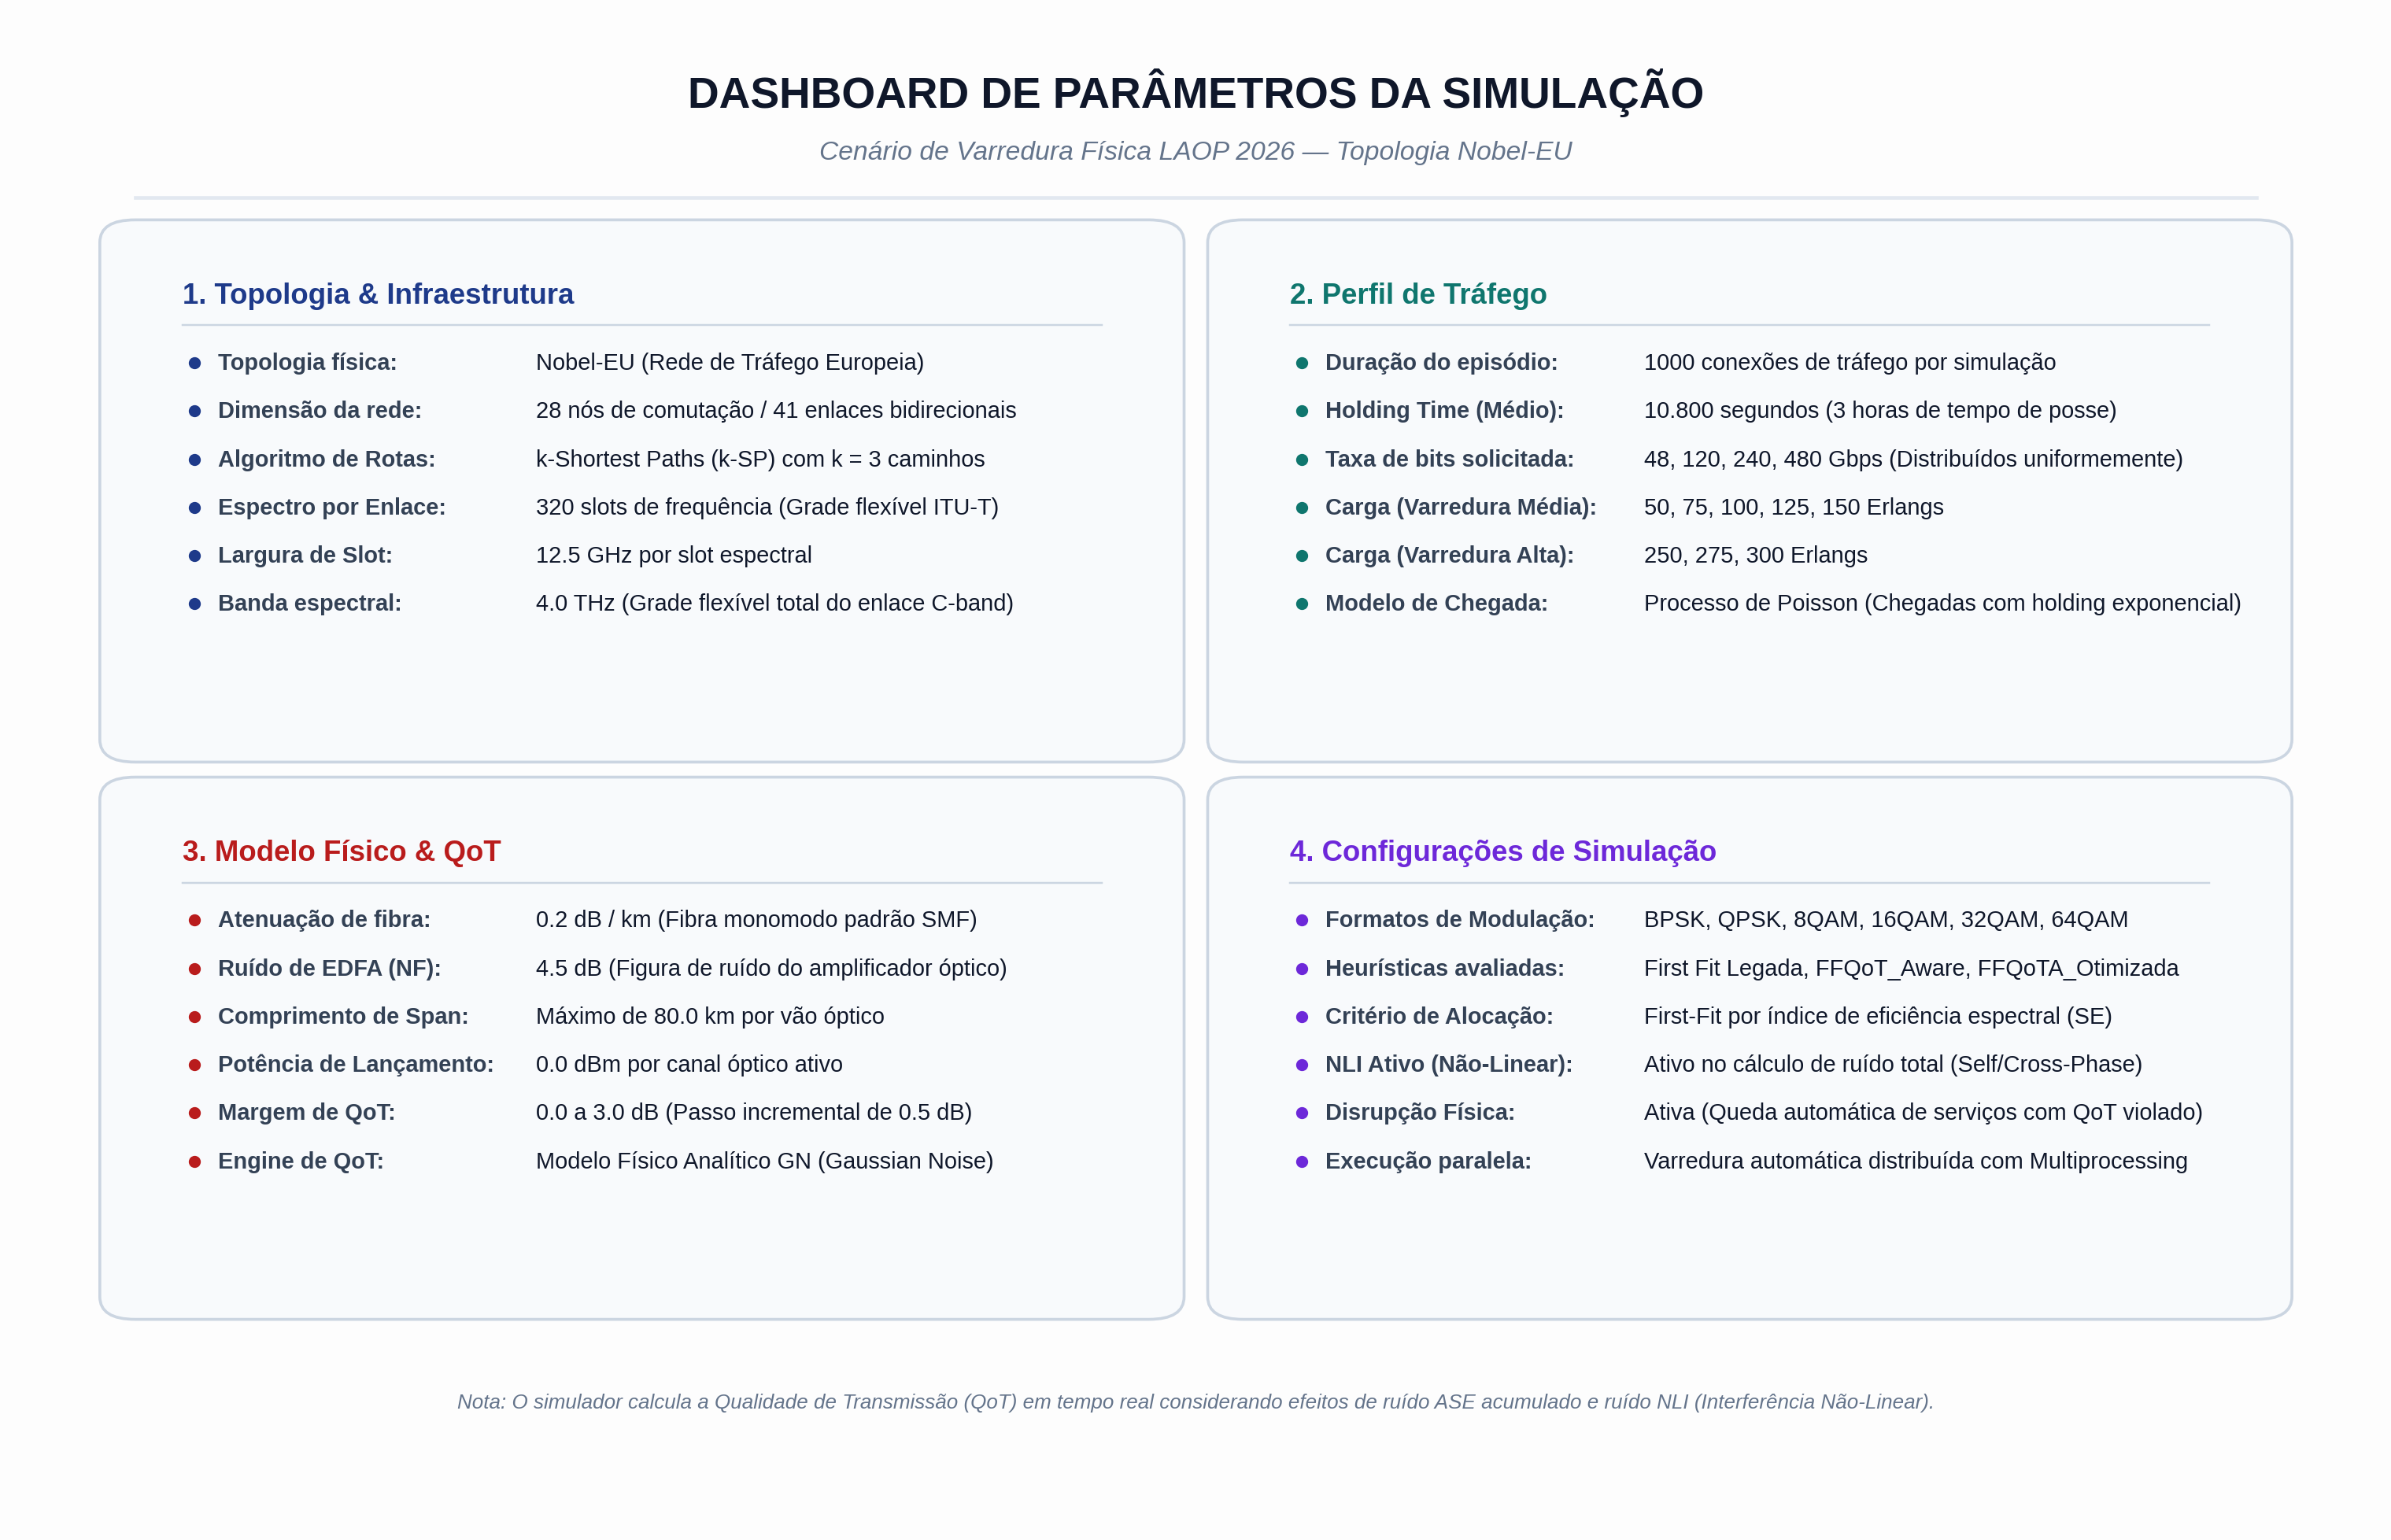 DASHBOARD DE PARÂMETROS DA SIMULAÇÃO
Cenário de Varredura Física LAOP 2026 — Topologia Nobel-EU
1. Topologia & Infraestrutura
Topologia física: Nobel-EU (Rede de Tráfego Europeia)
Dimensão da rede: 28 nós de comutação / 41 enlaces bidirecionais
Algoritmo de Rotas: k-Shortest Paths (k-SP) com k = 3 caminhos
Espectro por Enlace: 320 slots de frequência (Grade flexível ITU-T)
Largura de Slot: 12.5 GHz por slot espectral
Banda espectral: 4.0 THz (Grade flexível total do enlace C-band)
2. Perfil de Tráfego
Duração do episódio: 1000 conexões de tráfego por simulação
Holding Time (Médio): 10.800 segundos (3 horas de tempo de posse)
Taxa de bits solicitada: 48, 120, 240, 480 Gbps (Distribuídos uniformemente)
Carga (Varredura Média): 50, 75, 100, 125, 150 Erlangs
Carga (Varredura Alta): 250, 275, 300 Erlangs
Modelo de Chegada: Processo de Poisson (Chegadas com holding exponencial)
3. Modelo Físico & QoT
Atenuação de fibra: 0.2 dB / km (Fibra monomodo padrão SMF)
Ruído de EDFA (NF): 4.5 dB (Figura de ruído do amplificador óptico)
Comprimento de Span: Máximo de 80.0 km por vão óptico
Potência de Lançamento: 0.0 dBm por canal óptico ativo
Margem de QoT: 0.0 a 3.0 dB (Passo incremental de 0.5 dB)
Engine de QoT: Modelo Físico Analítico GN (Gaussian Noise)
4. Configurações de Simulação
Formatos de Modulação: BPSK, QPSK, 8QAM, 16QAM, 32QAM, 64QAM
Heurísticas avaliadas: First Fit Legada, FFQoT_Aware, FFQoTA_Otimizada
Critério de Alocação: First-Fit por índice de eficiência espectral (SE)
NLI Ativo (Não-Linear): Ativo no cálculo de ruído total (Self/Cross-Phase)
Disrupção Física: Ativa (Queda automática de serviços com QoT violado)
Execução paralela: Varredura automática distribuída com Multiprocessing
Nota: O simulador calcula a Qualidade de Transmissão (QoT) em tempo real considerando efeitos de ruído ASE acumulado e ruído NLI (Interferência Não-Linear).